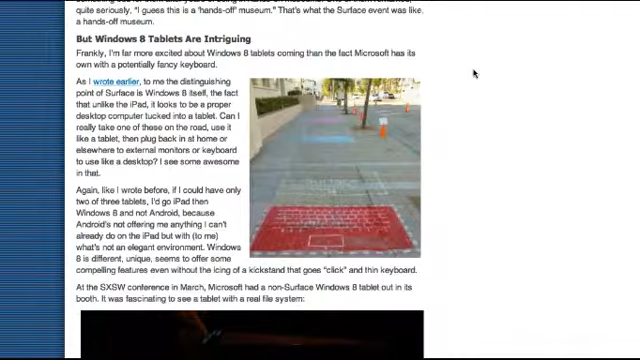 quite seriously, "I guess this is a 'hands-off' museum." That's what the Surface event was like,
a hands-off museum.
But Windows 8 Tablets Are Intriguing
Frankly, I'm far more excited about Windows 8 tablets coming than the fact Microsoft has its
own with a potentially fancy keyboard.
As I wrote earlier, to me the distinguishing
point of Surface is Windows 8 itself, the fact
that unlike the iPad, it looks to be a proper
desktop computer tucked into a tablet. Can I
really take one of these on the road, use it
like a tablet, then plug back in at home or
elsewhere to external monitors or keyboard
to use like a desktop? I see some awesome
in that.
Again, like I wrote before, if I could have only
two of three tablets, I'd go iPad then
Windows 8 and not Android, because
Android's not offering me anything I can't
already do on the iPad but with (to me)
what's not an elegant environment. Windows
8 is different, unique, seems to offer some
compelling features even without the icing of a kickstand that goes "click" and thin keyboard.
At the SXSW conference in March, Microsoft had a non-Surface Windows 8 tablet out in its
booth. It was fascinating to see a tablet with a real file system: